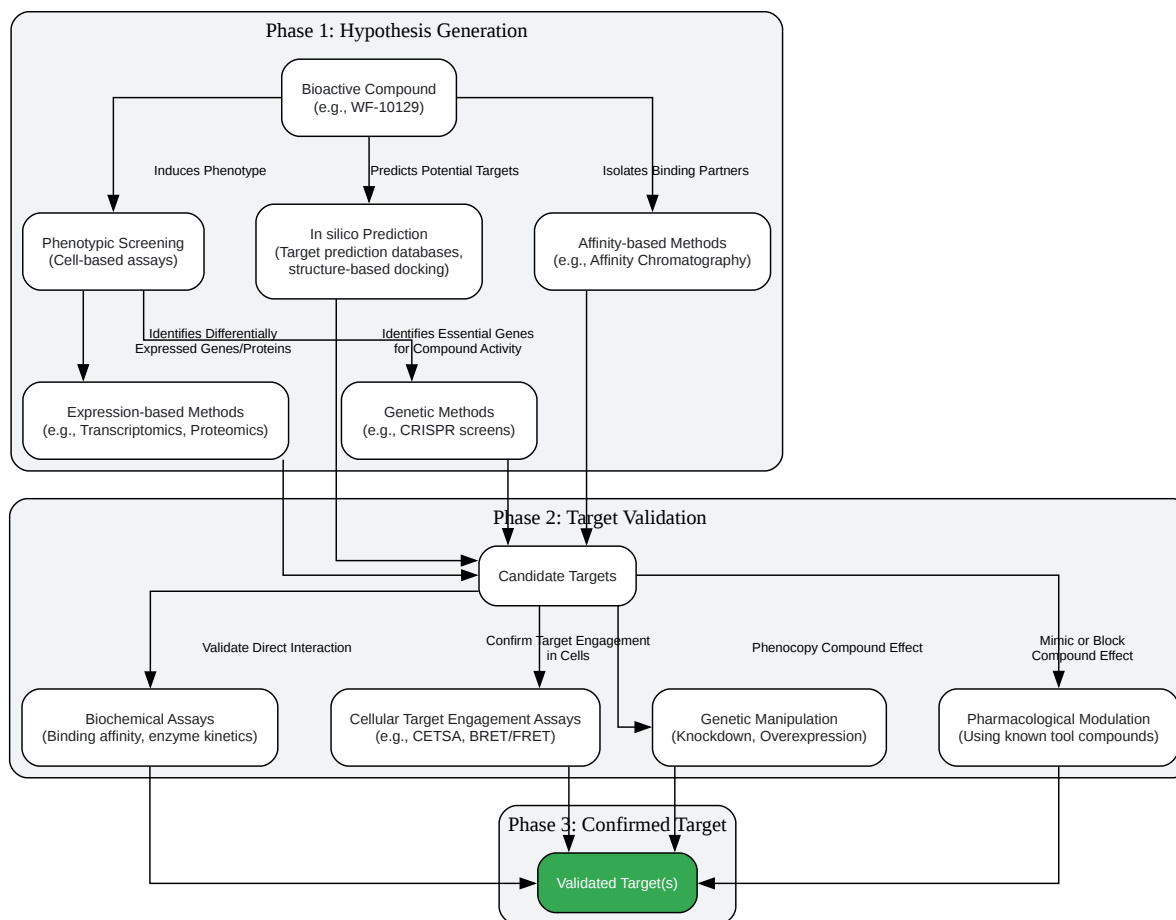 Phase 1: Hypothesis Generation
Bioactive Compound
(e.g., WF-10129)
Induces Phenotype
Predicts Potential Targets
Isolates Binding Partners
Phenotypic Screening
(Cell-based assays)
In silico Prediction
(Target prediction databases,
structure-based docking)
Affinity-based Methods
(e.g., Affinity Chromatography)
Identifies Differentially
Expressed Genes/Proteins
Identifies Essential Genes
for Compound Activity
Expression-based Methods
(e.g., Transcriptomics, Proteomics)
Genetic Methods
(e.g., CRISPR screens)
Phase 2: Target Validation
Candidate Targets
Validate Direct Interaction
Confirm Target Engagement
in Cells
Phenocopy Compound Effect
Mimic or Block
Compound Effect
Biochemical Assays
(Binding affinity, enzyme kinetics)
Cellular Target Engagement Assays
(e.g., CETSA, BRET/FRET)
Genetic Manipulation
(Knockdown, Overexpression)
Pharmacological Modulation
(Using known tool compounds)
Phase 3: Confirmed Target
Validated Target(s)